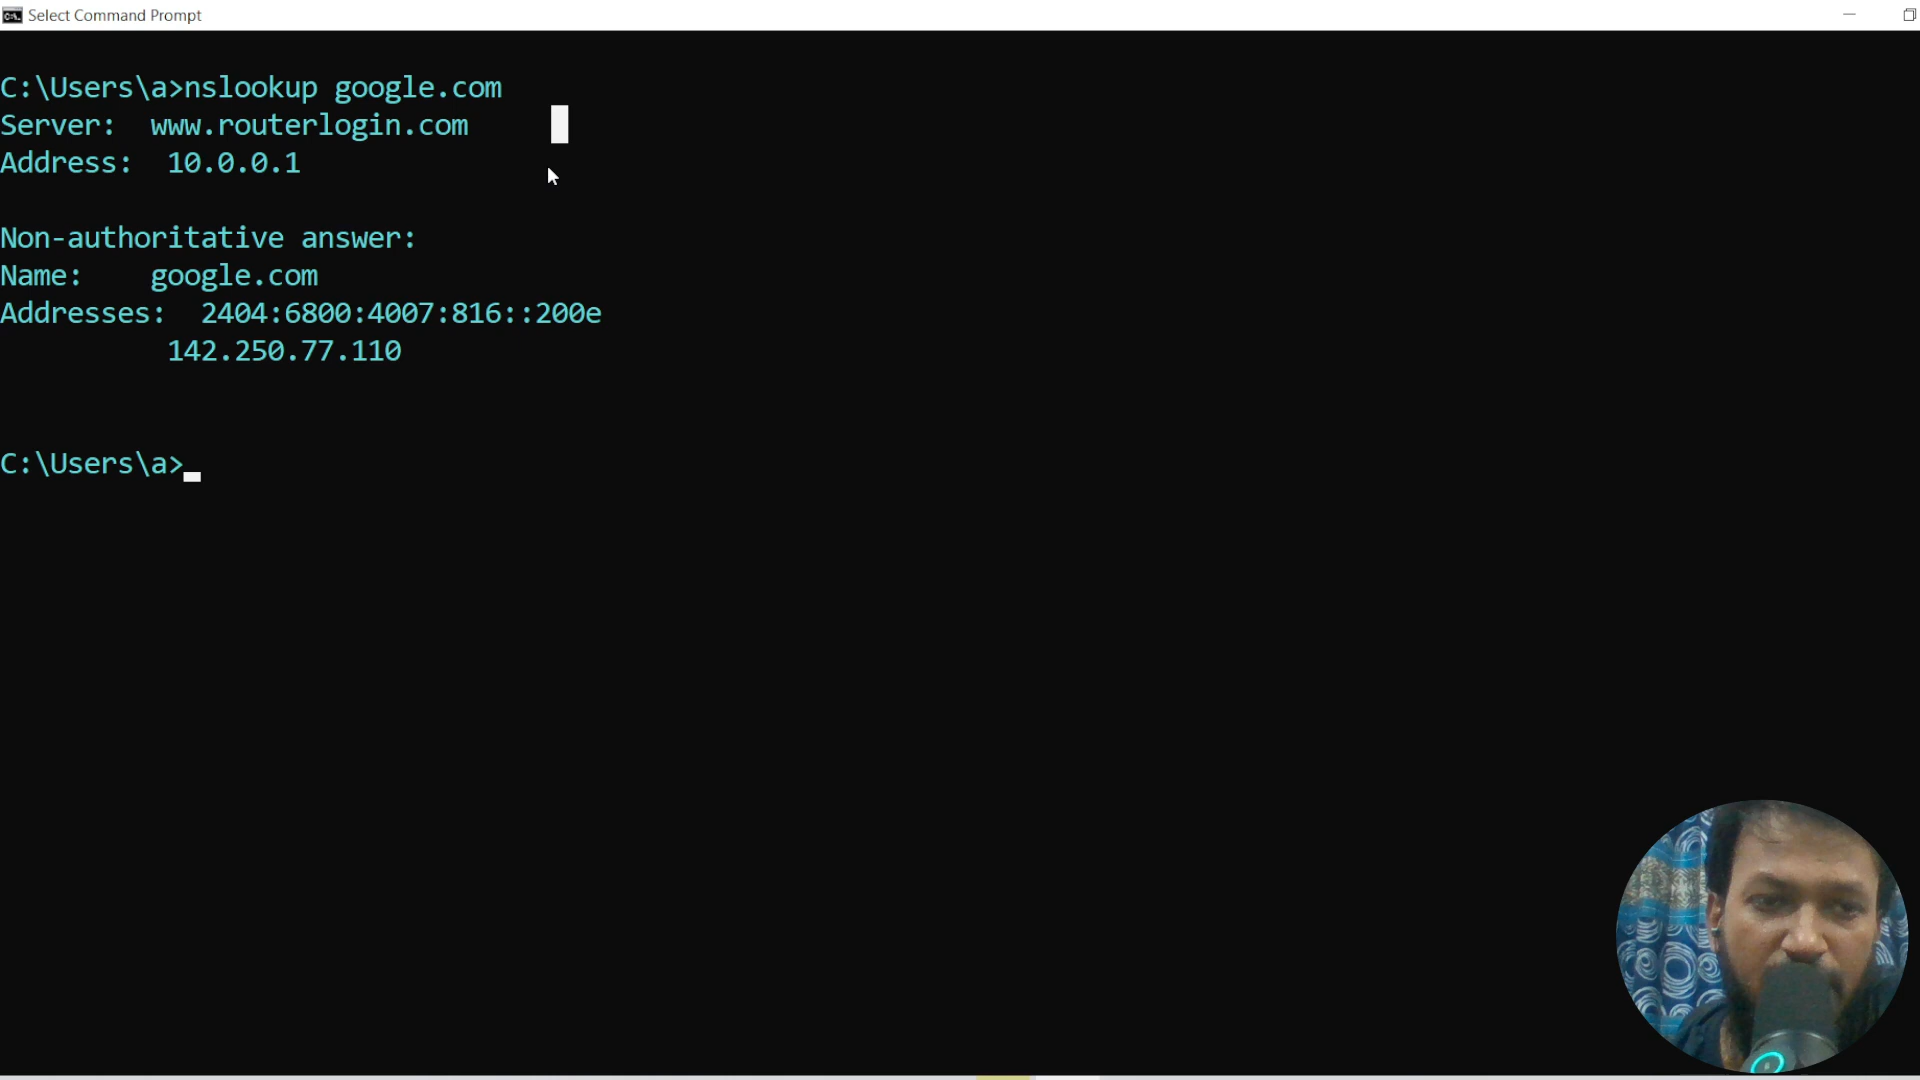 Select Command Prompt
C:\Users\a>nslookup google.com
Server:  www.routerlogin.com
Address:  10.0.0.1
Non-authoritative answer:
Name:    google.com
Addresses:  2404:6800:4007:816::200e
142.250.77.110
C:\Users\a>